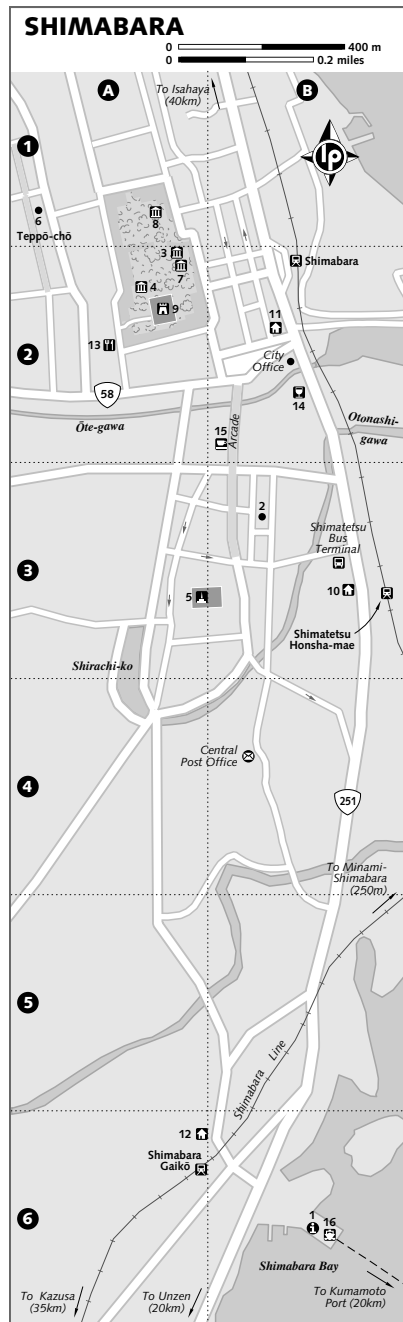 SHIMABARA
0 400 m
0 0.2 miles
A
B
To Isahaya
(40km)
1
lp
6
Teppō-chō
8
3
7
Shimabara
4
9
11
2
13
City
Office
58
14
Ōte-gawa
15
Arcade
Otonashi-
gawa
2
Shimatetsu
Bus
Terminal
3
10
5
Shimatetsu
Honsha-mae
Shirachi-ko
Central
Post Office
4
251
To Minami-
Shimabara
(250m)
5
Shimabara Line
12
Shimabara
Gaikō
6
1
16
i
Shimabara Bay
To Kazusa
(35km)
To Unzen
(20km)
To Kumamoto
Port (20km)